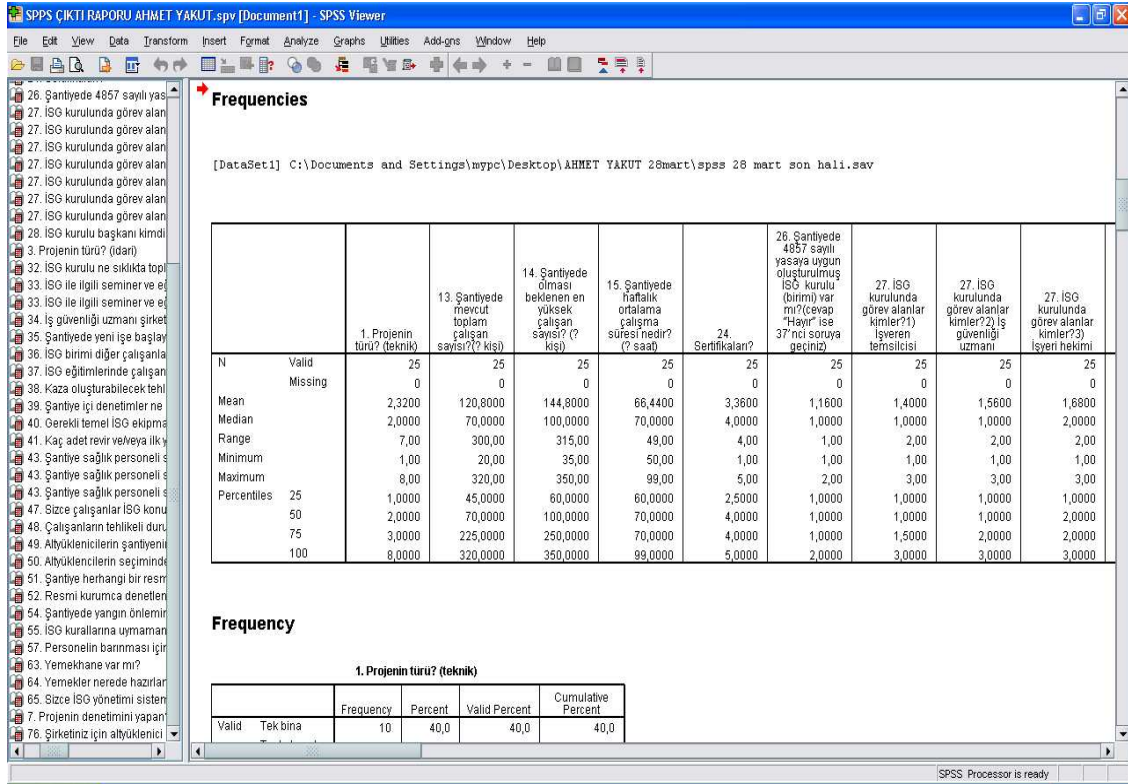 SPPS ÇIKTI RAPORU AHMET YAKUT.spv [Document1] - SPSS Viewer
File Edit View Data Transform Insert Format Analyze Graphs Utilities Add-ons Window Help
26. Şantiyede 4857 sayılı yas
27. İSG kurulunda görev alan
27. İSG kurulunda görev alan
27. İSG kurulunda görev alan
27. İSG kurulunda görev alan
27. İSG kurulunda görev alan
27. İSG kurulunda görev alan
27. İSG kurulunda görev alan
28. İSG kurulu başkanı kimdi
3. Projenin türü? (idari)
32. İSG kurulu ne sıklıkta topl
33. İSG ile ilgili seminer ve eğ
33. İSG ile ilgili seminer ve eğ
34. İş güvenliği uzmanı şirket
35. Şantiyede yeni işe başlay
36. İSG birimi diğer çalışanla
37. İSG eğitimlerinde çalışan
38. Kaza oluşturabilecek tehl
39. Şantiye içi denetimler ne
40. Gerekli temel İSG ekipma
41. Kaç adet revir ve/veya ilk y
43. Şantiye sağlık personeli s
43. Şantiye sağlık personeli s
43. Şantiye sağlık personeli s
47. Sizce çalışanlar İSG konu
48. Çalışanların tehlikeli duru
49. Altyüklenicilerin şantiyenin
50. Altyüklencilerin seçiminde
51. Şantiye herhangi bir resm
52. Resmi kurumca denetlen
54. Şantiyede yangın önlemir
55. İSG kurallarına uymaman
57. Personelin barınması için
63. Yemekhane var mı?
64. Yemekler nerede hazırlar
65. Sizce İSG yönetimi sistem
7. Projenin denetimini yapan
76. Şirketiniz için altyüklenici
Frequencies
[DataSet1] C:\Documents and Settings\mypc\Desktop\AHMET YAKUT 28mart\spss 28 mart son hali.sav
1. Projenin türü? (teknik)
13. Şantiyede mevcut toplam çalışan sayısı?(? kişi)
14. Şantiyede olması beklenen en yüksek çalışan sayısı? (? kişi)
15. Şantiyede haftalık ortalama çalışma süresi nedir? (? saat)
24. Sertifikaları?
26. Şantiyede 4857 sayılı yasaya uygun oluşturulmuş İSG kurulu (birimi) var mı?(cevap "Hayır" ise 37'nci soruya geçiniz)
27. İSG kurulunda görev alanlar kimler?1) İşveren temsilcisi
27. İSG kurulunda görev alanlar kimler?2) İş güvenliği uzmanı
27. İSG kurulunda görev alanlar kimler?3) İşyeri hekimi
N Valid 25 25 25 25 25 25 25 25 25
Missing 0 0 0 0 0 0 0 0 0
Mean 2,3200 120,8000 144,8000 66,4400 3,3600 1,1600 1,4000 1,5600 1,6800
Median 2,0000 70,0000 100,0000 70,0000 4,0000 1,0000 1,0000 1,0000 2,0000
Range 7,00 300,00 315,00 49,00 4,00 1,00 2,00 2,00 2,00
Minimum 1,00 20,00 35,00 50,00 1,00 1,00 1,00 1,00 1,00
Maximum 8,00 320,00 350,00 99,00 5,00 2,00 3,00 3,00 3,00
Percentiles 25 1,0000 45,0000 60,0000 60,0000 2,5000 1,0000 1,0000 1,0000 1,0000
50 2,0000 70,0000 100,0000 70,0000 4,0000 1,0000 1,0000 1,0000 2,0000
75 3,0000 225,0000 250,0000 70,0000 4,0000 1,0000 1,5000 2,0000 2,0000
100 8,0000 320,0000 350,0000 99,0000 5,0000 2,0000 3,0000 3,0000 3,0000
Frequency
1. Projenin türü? (teknik)
Frequency Percent Valid Percent Cumulative Percent
Valid Tek bina 10 40,0 40,0 40,0
SPSS Processor is ready